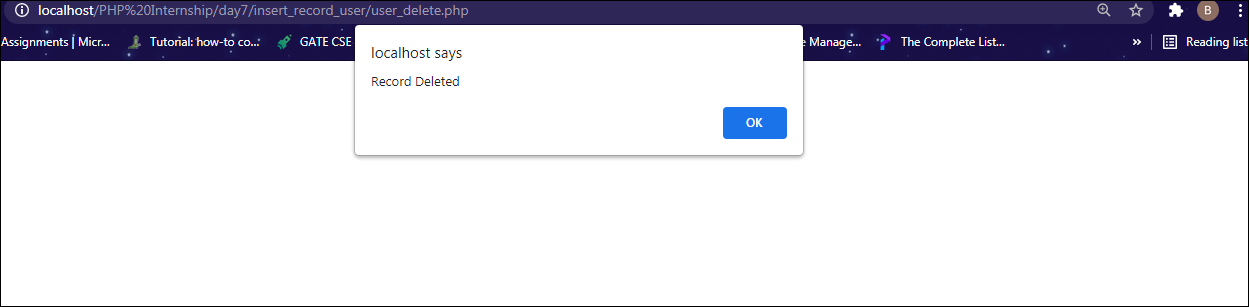 localhost/PHP%20Internship/day7/insert_record_user/user_delete.php
Assignments | Micr... Tutorial: how-to co... GATE CSE e Manage... The Complete List... » Reading list
localhost says
Record Deleted
OK
B